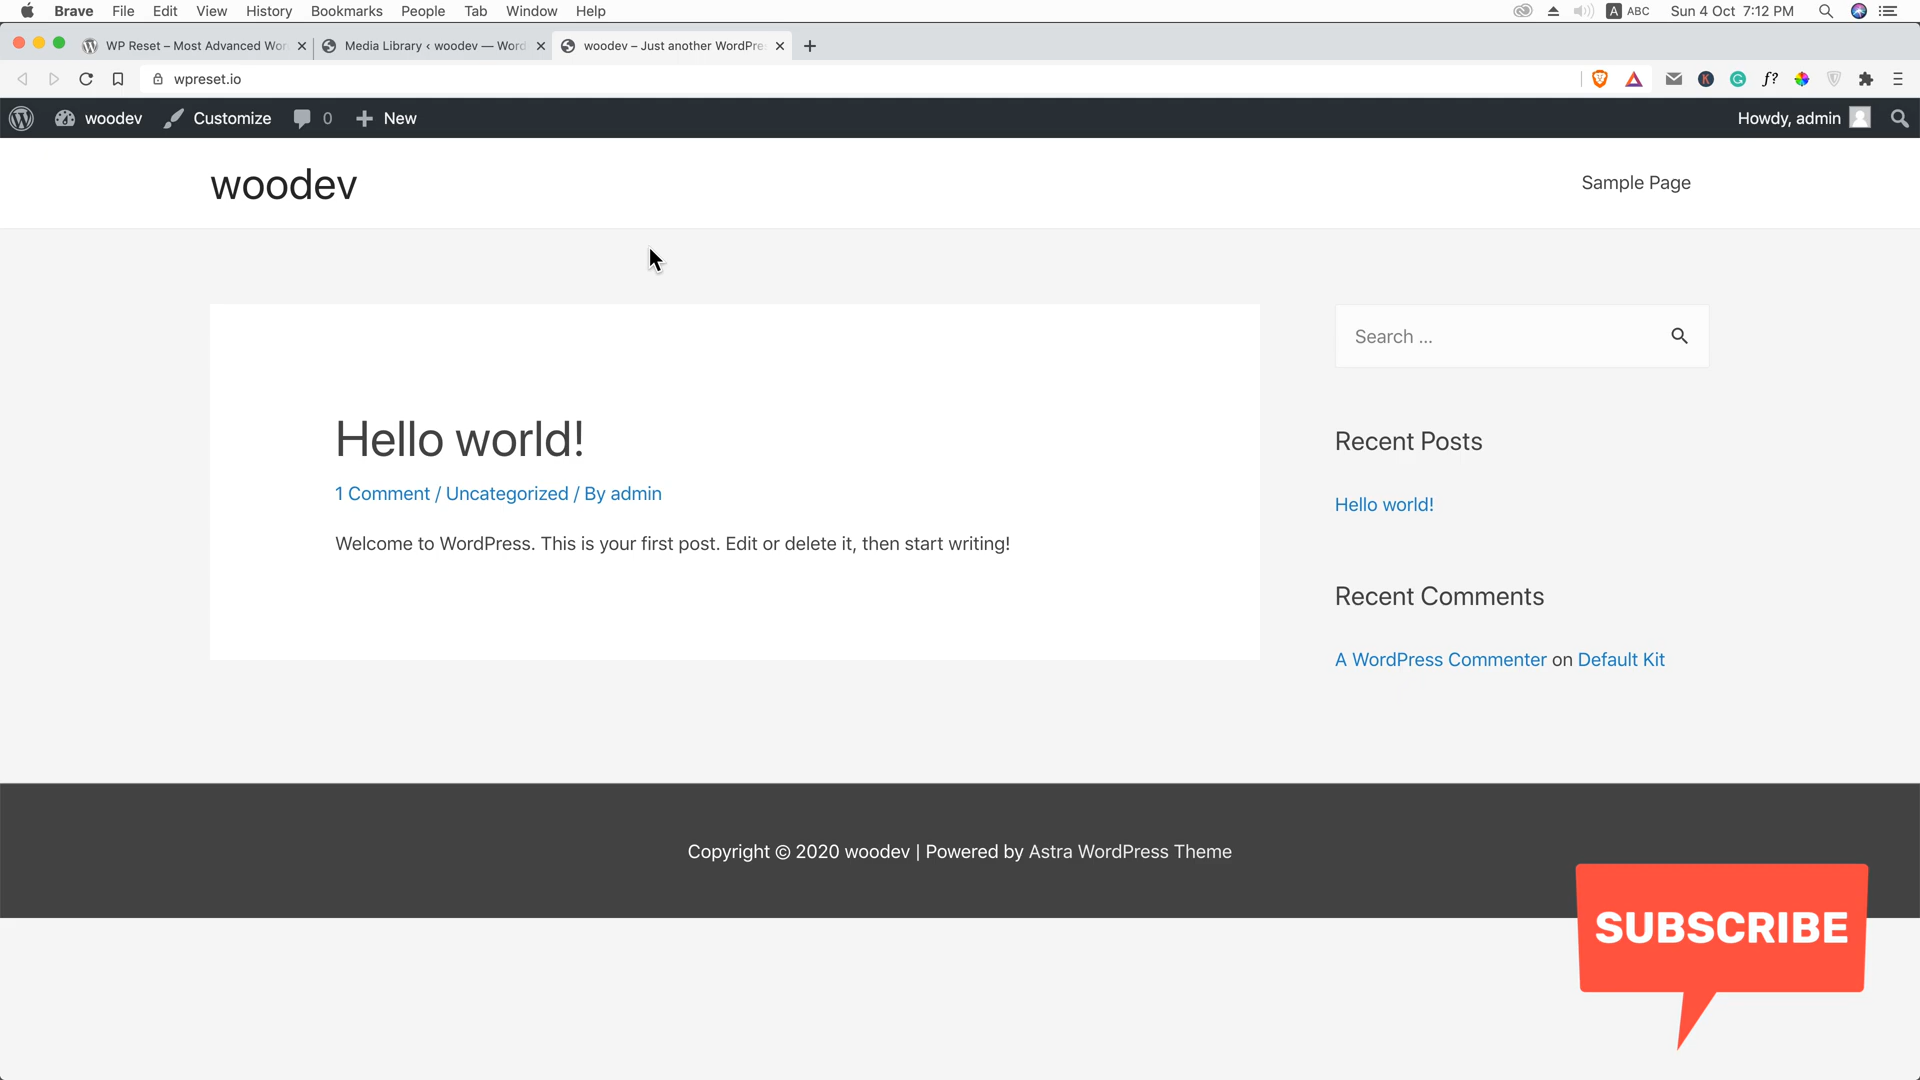 Brave File Edit View History Bookmarks People Tab Window Help
A ABC Sun 4 Oct 7:12 PM
WP Reset – Most Advanced Wor
Media Library ‹ woodev — Word
woodev – Just another WordPre
wpreset.io
f?
K
G
woodev Customize 0 New
Howdy, admin
woodev
Sample Page
Search ...
Hello world!
1 Comment / Uncategorized / By admin
Welcome to WordPress. This is your first post. Edit or delete it, then start writing!
Recent Posts
Hello world!
Recent Comments
A WordPress Commenter on Default Kit
Copyright © 2020 woodev | Powered by Astra WordPress Theme
SUBSCRIBE